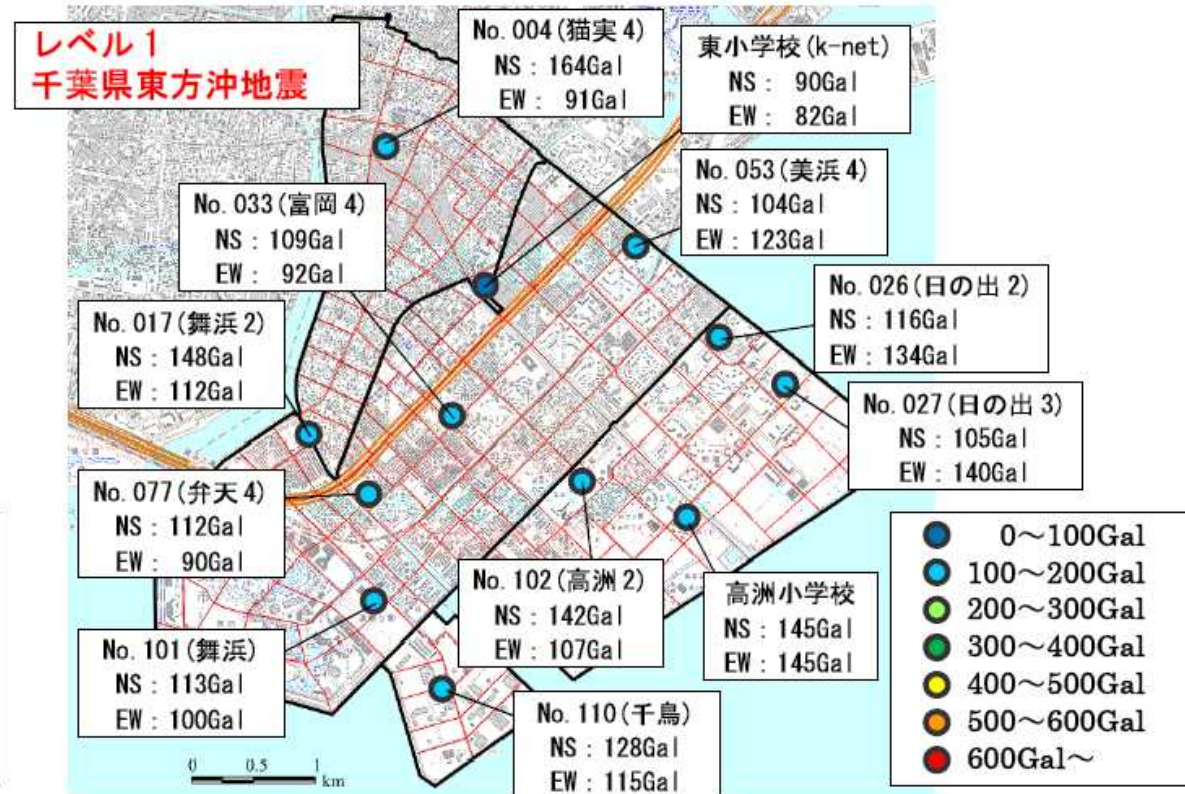 レベル1
千葉県東方沖地震
No. 004(猫実 4)
NS : 164Gal
EW : 91Gal
東小学校(k-net)
NS : 90Gal
EW : 82Gal
No. 053(美浜 4)
NS : 104Gal
EW : 123Gal
No. 033(富岡 4)
NS : 109Gal
EW : 92Gal
No. 026(日の出 2)
NS : 116Gal
EW : 134Gal
No. 017(舞浜 2)
NS : 148Gal
EW : 112Gal
No. 027(日の出 3)
NS : 105Gal
EW : 140Gal
No. 077(弁天 4)
NS : 112Gal
EW : 90Gal
No. 102(高洲 2)
NS : 142Gal
EW : 107Gal
高洲小学校
NS : 145Gal
EW : 145Gal
No. 101(舞浜)
NS : 113Gal
EW : 100Gal
No. 110(千鳥)
NS : 128Gal
EW : 115Gal
0～100Gal
100～200Gal
200～300Gal
300～400Gal
400～500Gal
500～600Gal
600Gal～
0 0.5 1
km